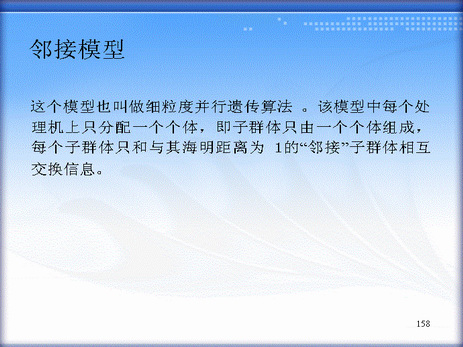 邻接模型
这个模型也叫做细粒度并行遗传算法 。该模型中每个处
理机上只分配一个个体，即子群体只由一个个体组成，
每个子群体只和与其海明距离为 1的“邻接”子群体相互
交换信息。
158